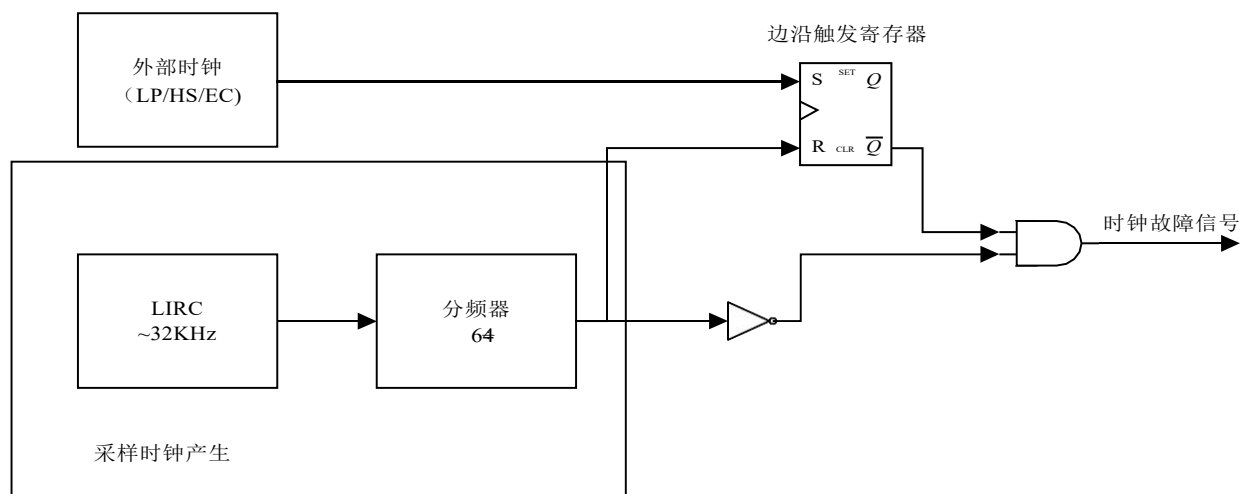 边沿触发寄存器
外部时钟
（LP/HS/EC)
S SET Q
R CLR Q̅
时钟故障信号
LIRC
~32KHz
分频器
64
采样时钟产生